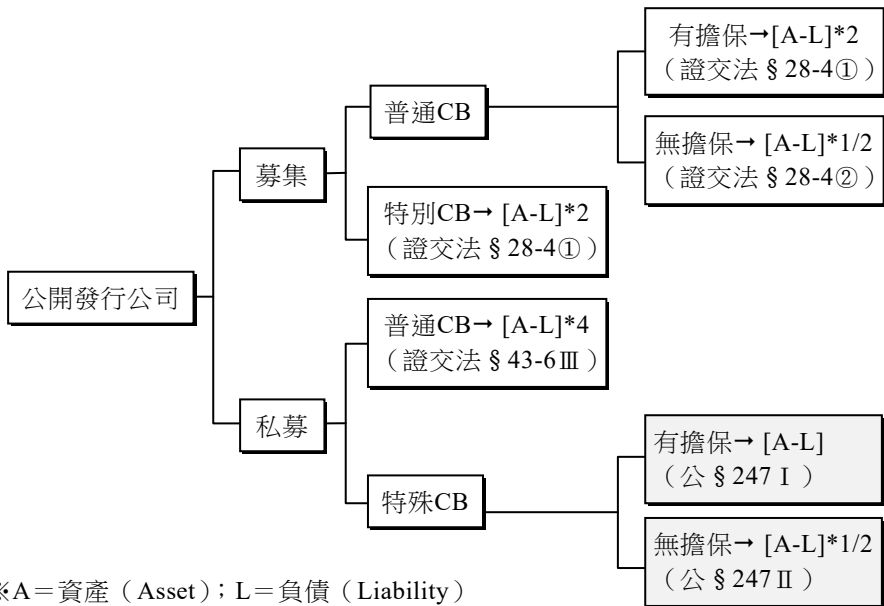 公開發行公司
募集
普通CB
有擔保→[A-L]*2
（證交法§28-4①）
無擔保→ [A-L]*1/2
（證交法§28-4②）
特別CB→ [A-L]*2
（證交法§28-4①）
私募
普通CB→ [A-L]*4
（證交法§43-6Ⅲ）
特殊CB
有擔保→ [A-L]
（公§247Ⅰ）
無擔保→ [A-L]*1/2
（公§247Ⅱ）
※A＝資產（Asset）；L＝負債（Liability）